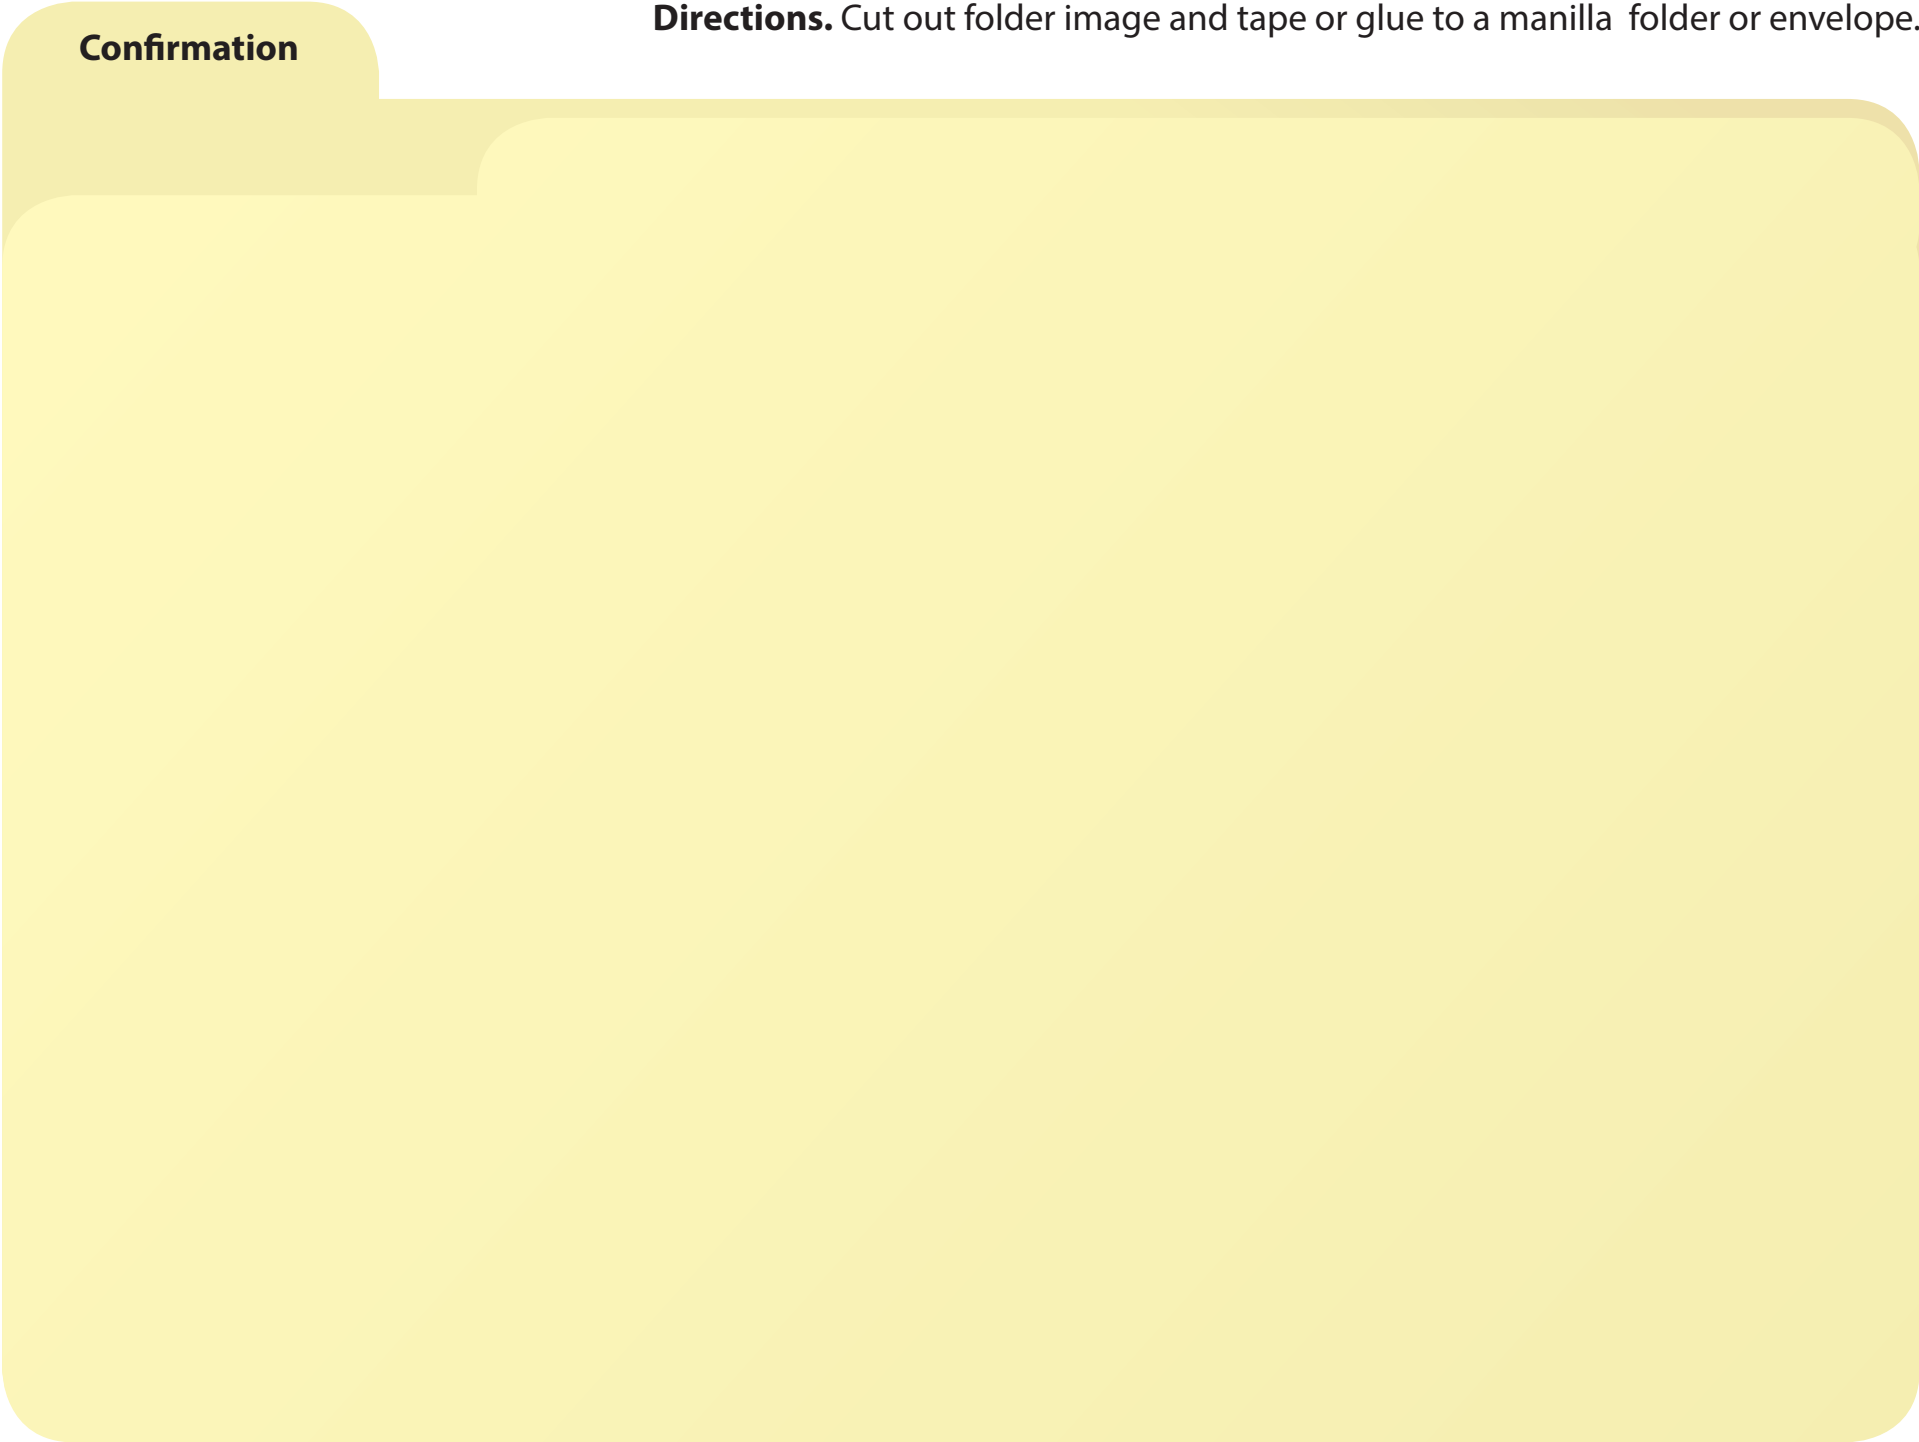 Directions. Cut out folder image and tape or glue to a manilla  folder or envelope.
Confirmation